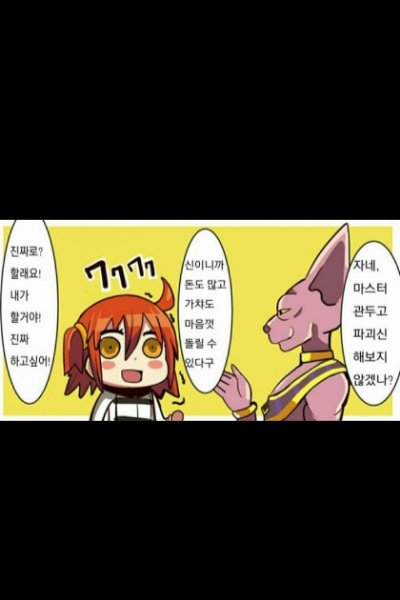 자네,
마스터
관두고
파괴신
해보지
않겠나?
신이니까
돈도 많고
가챠도
마음껏
돌릴 수
있다구
진짜로?
할래요!
내가
할거야!
진짜
하고싶어!